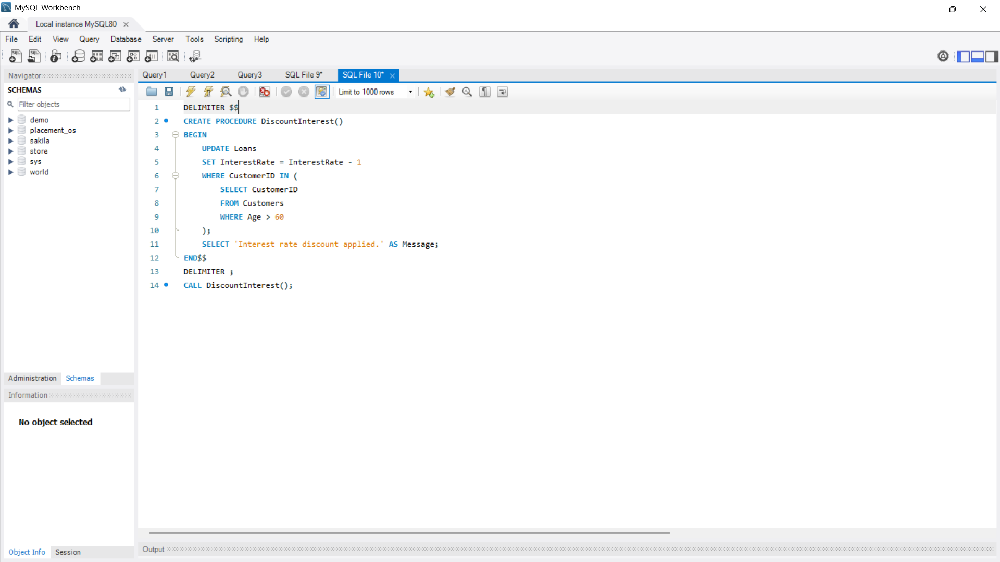 MySQL Workbench
Local instance MySQL80
File Edit View Query Database Server Tools Scripting Help
Navigator
SCHEMAS
Filter objects
demo
placement_os
sakila
store
sys
world
Administration Schemas
Information
No object selected
Object Info Session
Query1 Query2 Query3 SQL File 9* SQL File 10*
Limit to 1000 rows
1 DELIMITER $$
2 CREATE PROCEDURE DiscountInterest()
3 BEGIN
4 UPDATE Loans
5 SET InterestRate = InterestRate - 1
6 WHERE CustomerID IN (
7 SELECT CustomerID
8 FROM Customers
9 WHERE Age > 60
10 );
11 SELECT 'Interest rate discount applied.' AS Message;
12 END$$
13 DELIMITER ;
14 CALL DiscountInterest();
Output